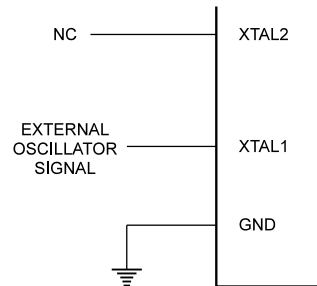 NC
XTAL2
EXTERNAL
OSCILLATOR
SIGNAL
XTAL1
GND